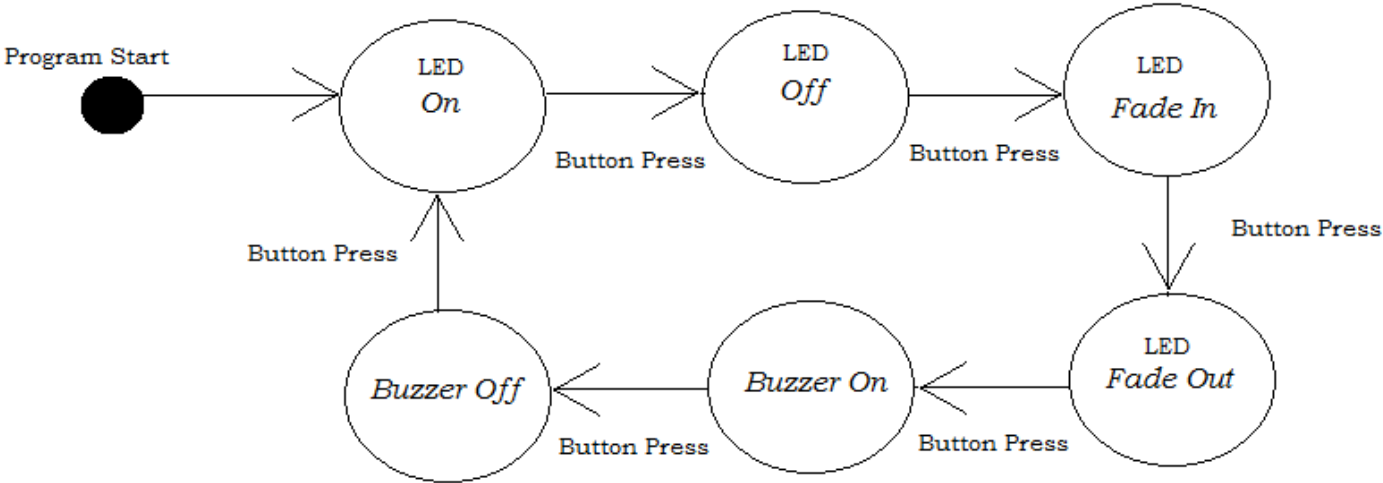 Program Start
LED
On
Button Press
LED
Off
Button Press
LED
Fade In
Button Press
LED
Fade Out
Button Press
Buzzer On
Button Press
Buzzer Off
Button Press